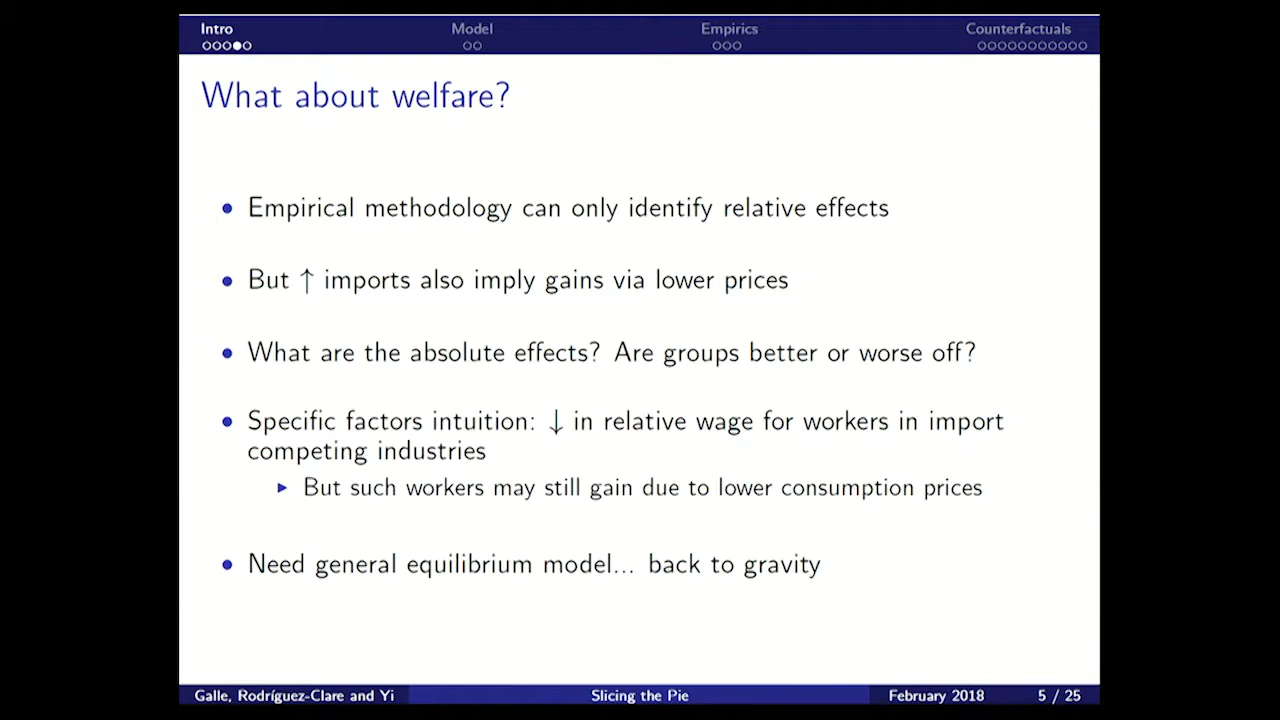 Intro Model Empirics Counterfactuals
What about welfare?
• Empirical methodology can only identify relative effects
• But ↑ imports also imply gains via lower prices
• What are the absolute effects? Are groups better or worse off?
• Specific factors intuition: ↓ in relative wage for workers in import
competing industries
▶ But such workers may still gain due to lower consumption prices
• Need general equilibrium model... back to gravity
Galle, Rodríguez-Clare and Yi Slicing the Pie February 2018 5 / 25